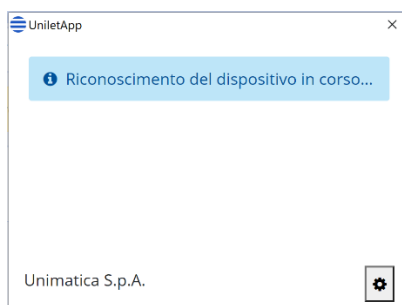 UniletApp
Riconoscimento del dispositivo in corso...
Unimatica S.p.A.